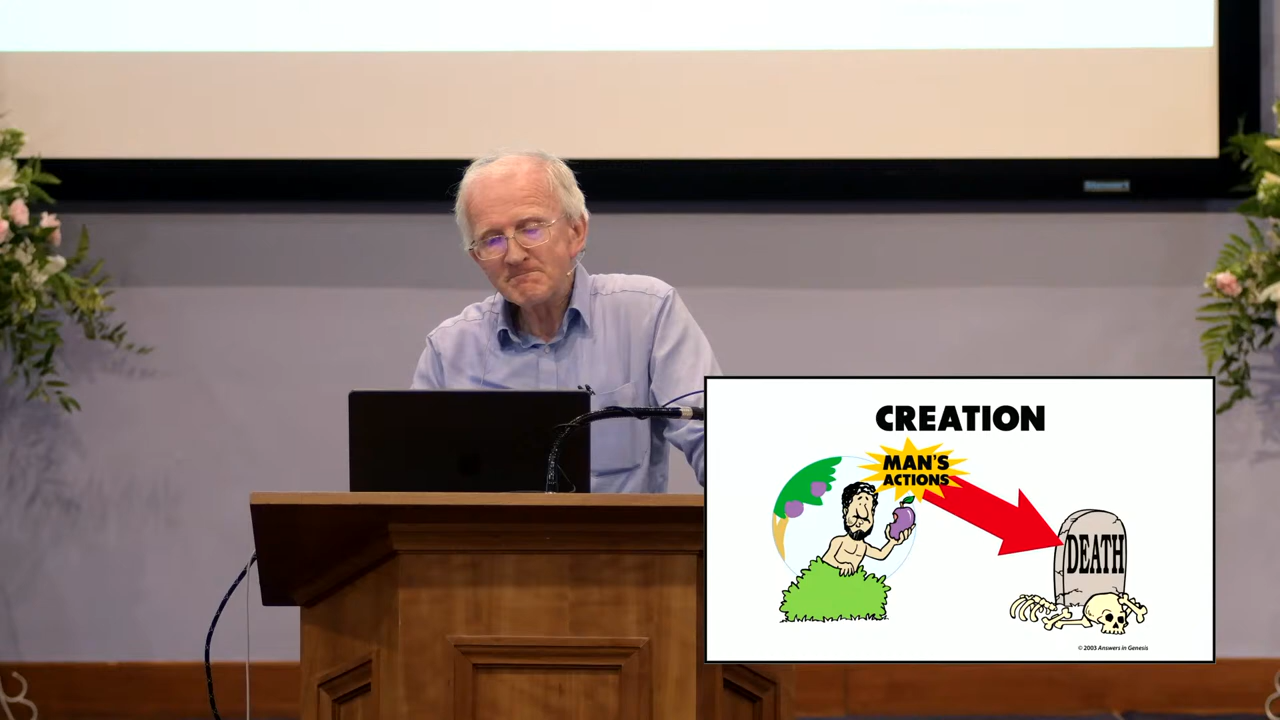 CREATION
MAN'S
ACTIONS
DEATH
© 2003 Answers in Genesis